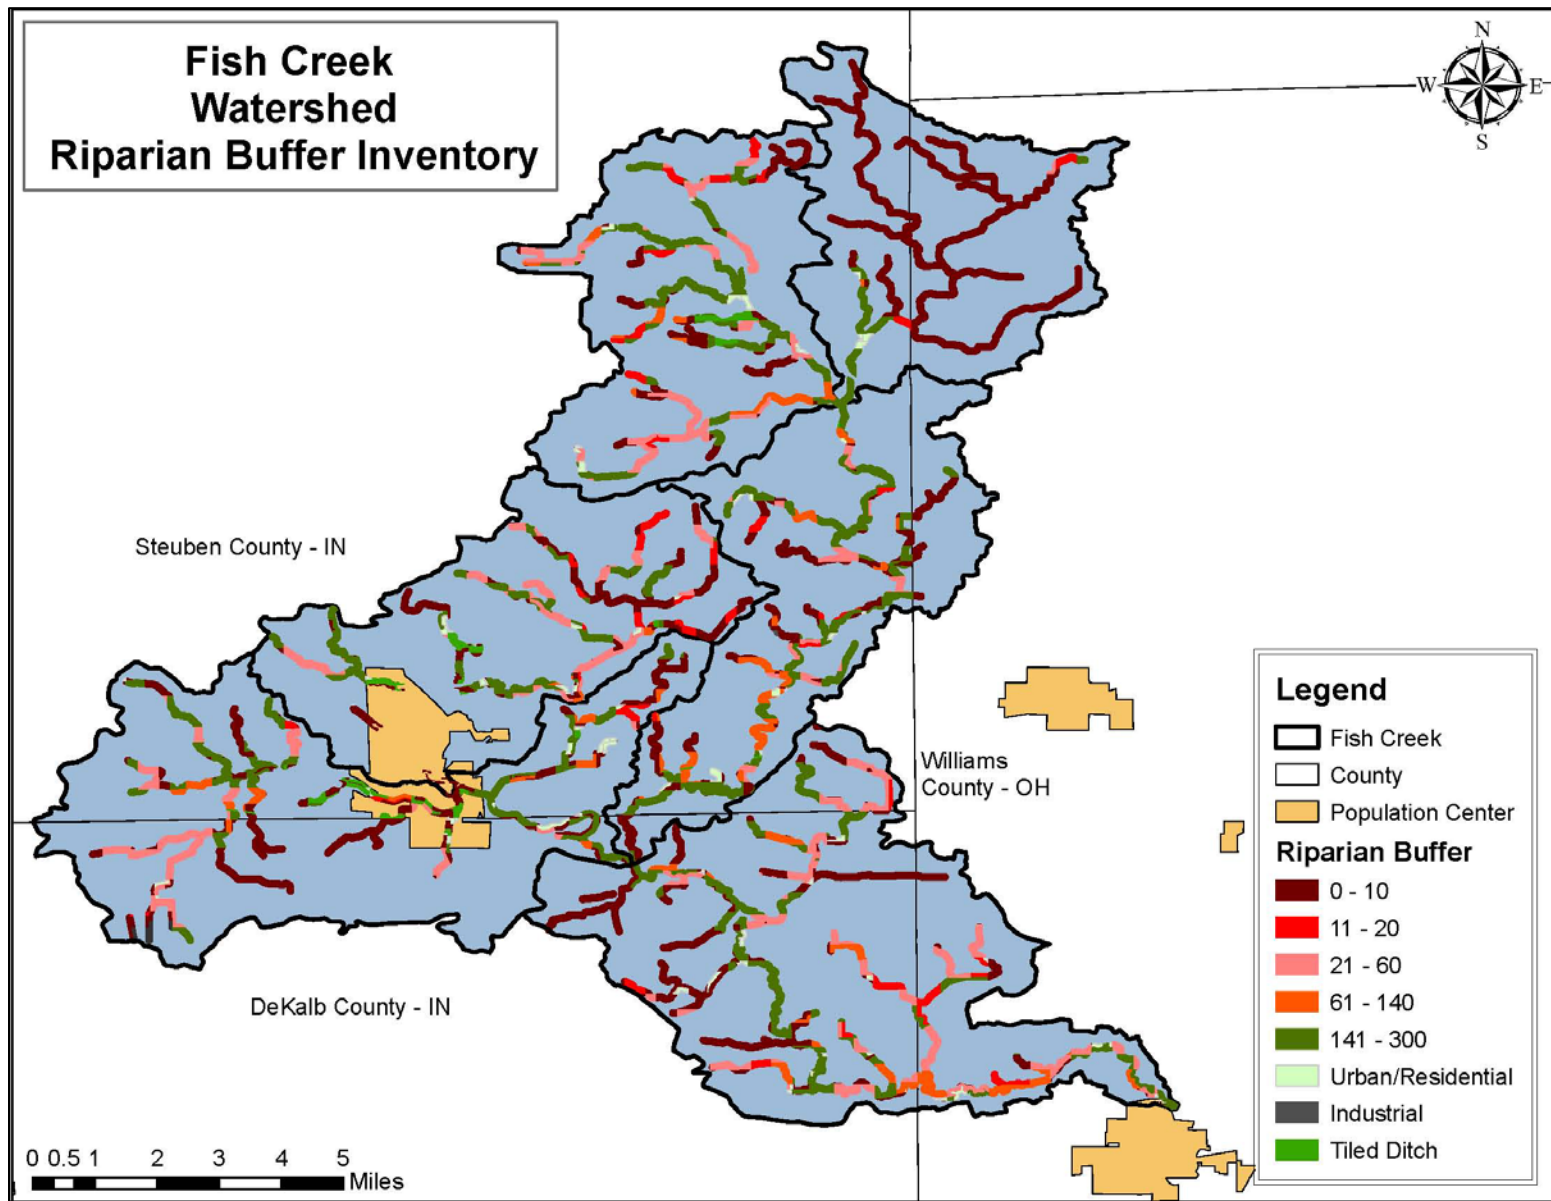 Fish Creek
Watershed
Riparian Buffer Inventory
N
W
E
S
Steuben County - IN
Williams
County - OH
DeKalb County - IN
Legend
Fish Creek
County
Population Center
Riparian Buffer
0 - 10
11 - 20
21 - 60
61 - 140
141 - 300
Urban/Residential
Industrial
Tiled Ditch
0 0.5 1 2 3 4 5
Miles